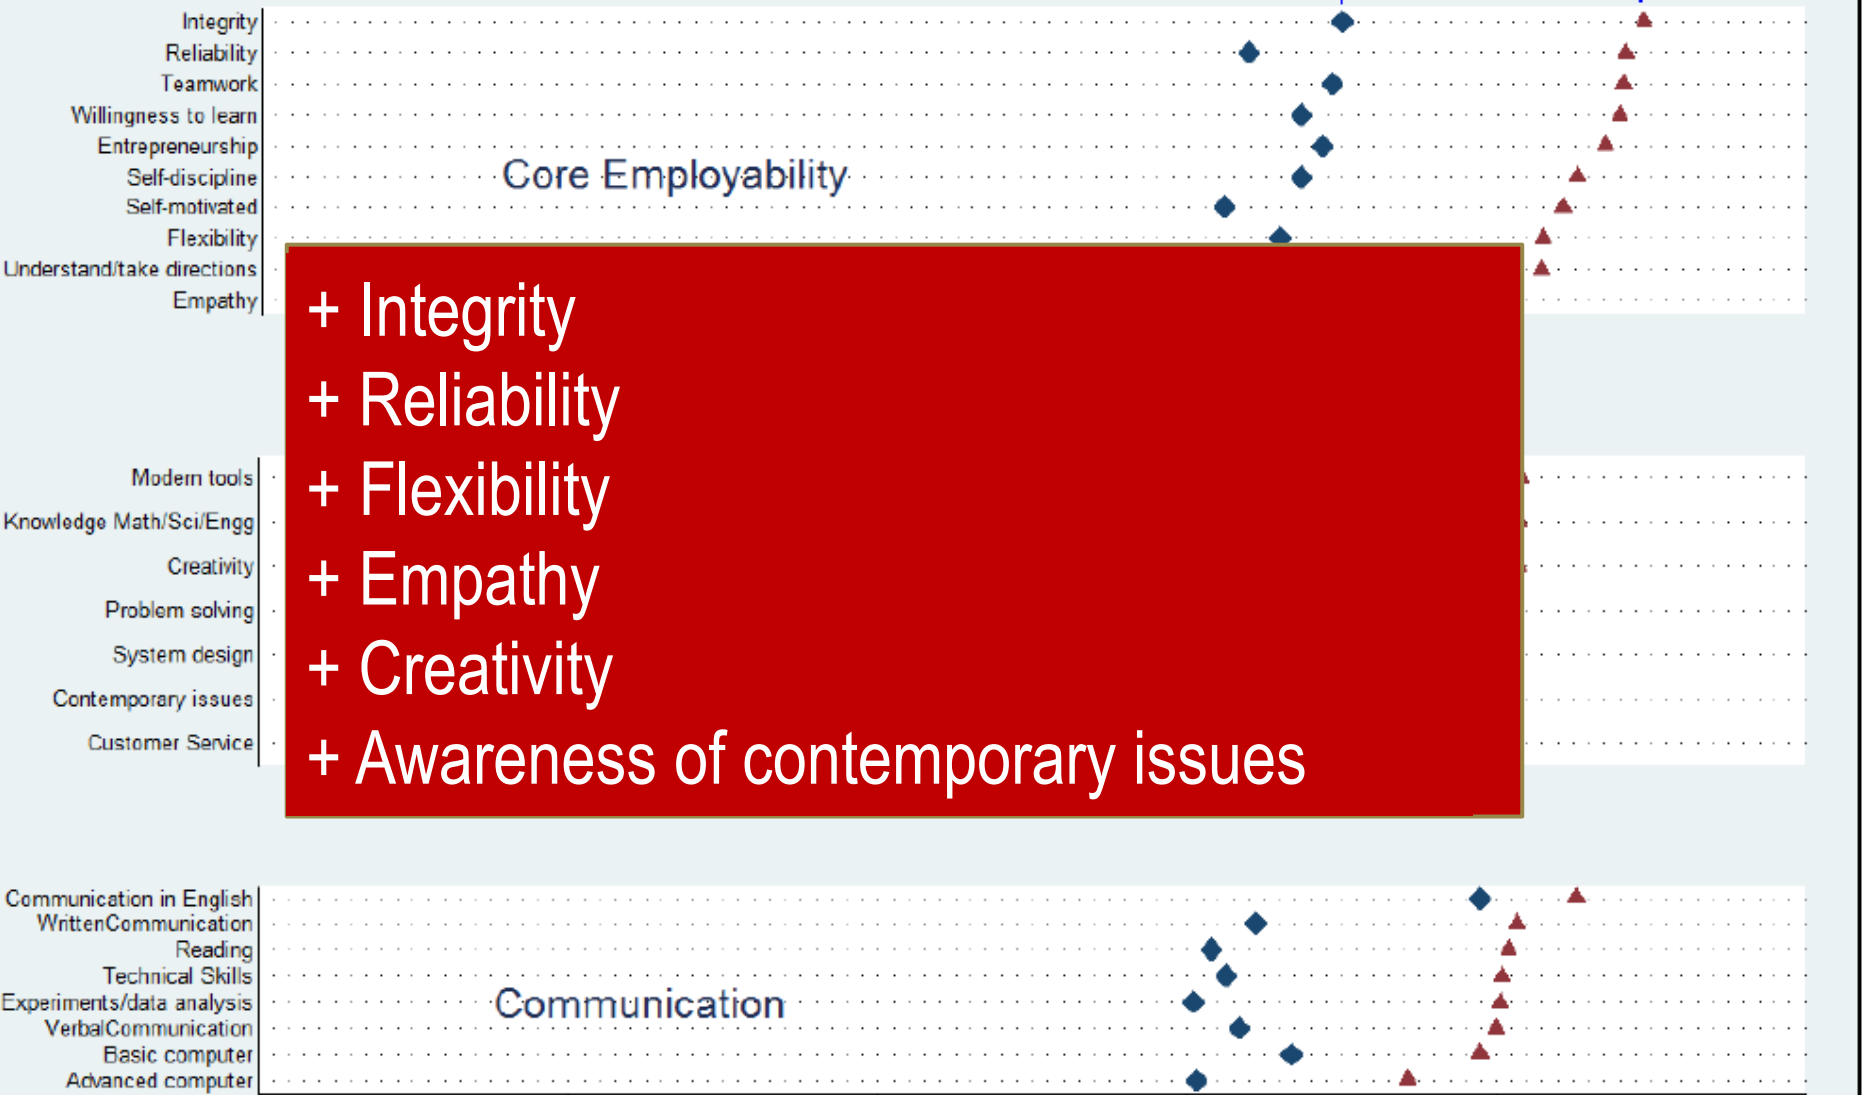 Integrity
Reliability
Teamwork
Willingness to learn
Entrepreneurship
Self-discipline
Self-motivated
Flexibility
Understand/take directions
Empathy
Core Employability
+ Integrity
+ Reliability
+ Flexibility
+ Empathy
+ Creativity
+ Awareness of contemporary issues
Modern tools
Knowledge Math/Sci/Engg
Creativity
Problem solving
System design
Contemporary issues
Customer Service
Communication in English
WrittenCommunication
Reading
Technical Skills
Experiments/data analysis
VerbalCommunication
Basic computer
Advanced computer
Communication